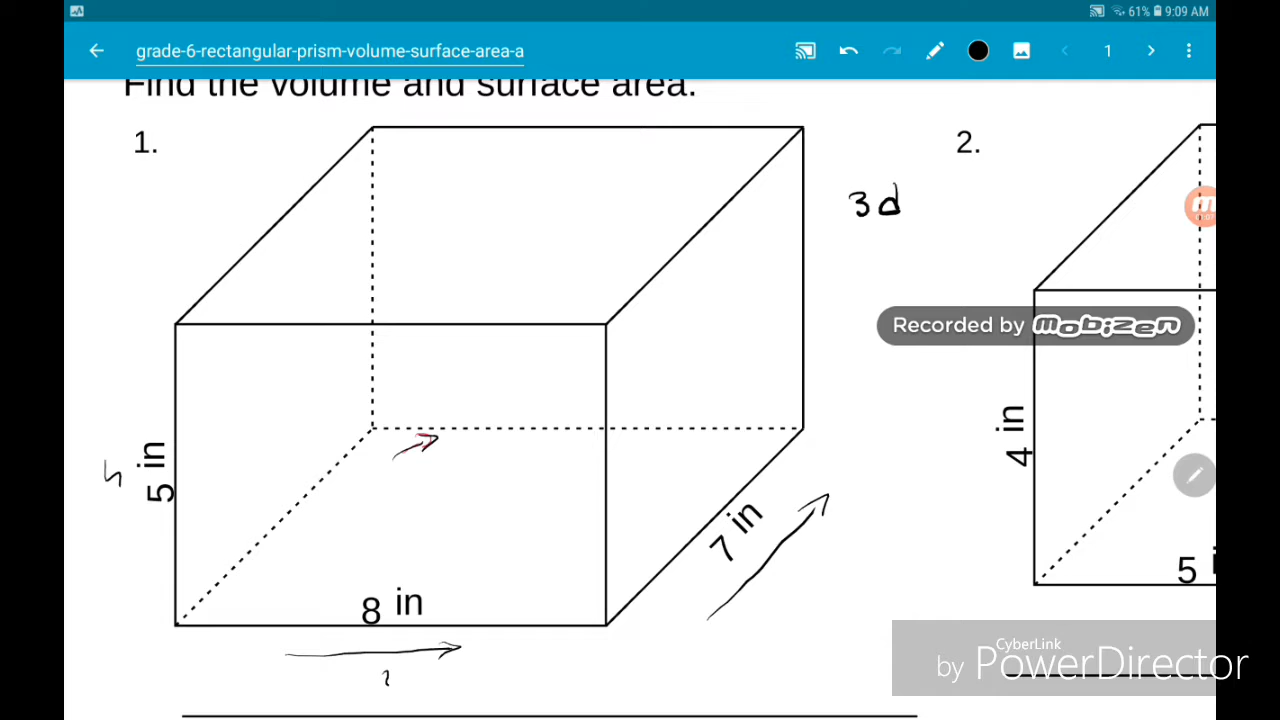 61% 9:09 AM
grade-6-rectangular-prism-volume-surface-area-a
1
Find the volume and surface area.
1.
2.
3d
Recorded by Mobizen
h
5 in
8 in
7 in
4 in
5 i
CyberLink
by PowerDirector